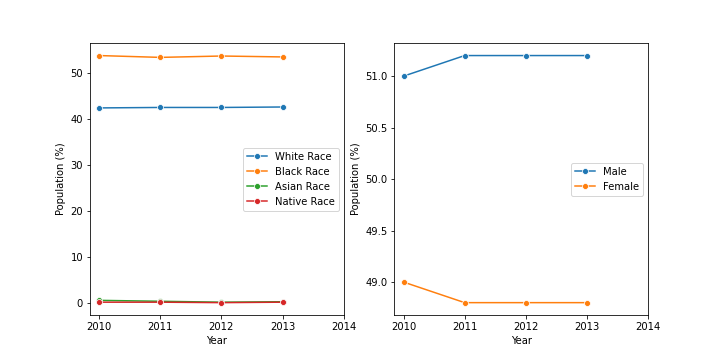 50
40
30
20
10
0
Population (%)
White Race
Black Race
Asian Race
Native Race
2010 2011 2012 2013 2014
Year
51.0
50.5
50.0
49.5
49.0
Population (%)
Male
Female
2010 2011 2012 2013 2014
Year